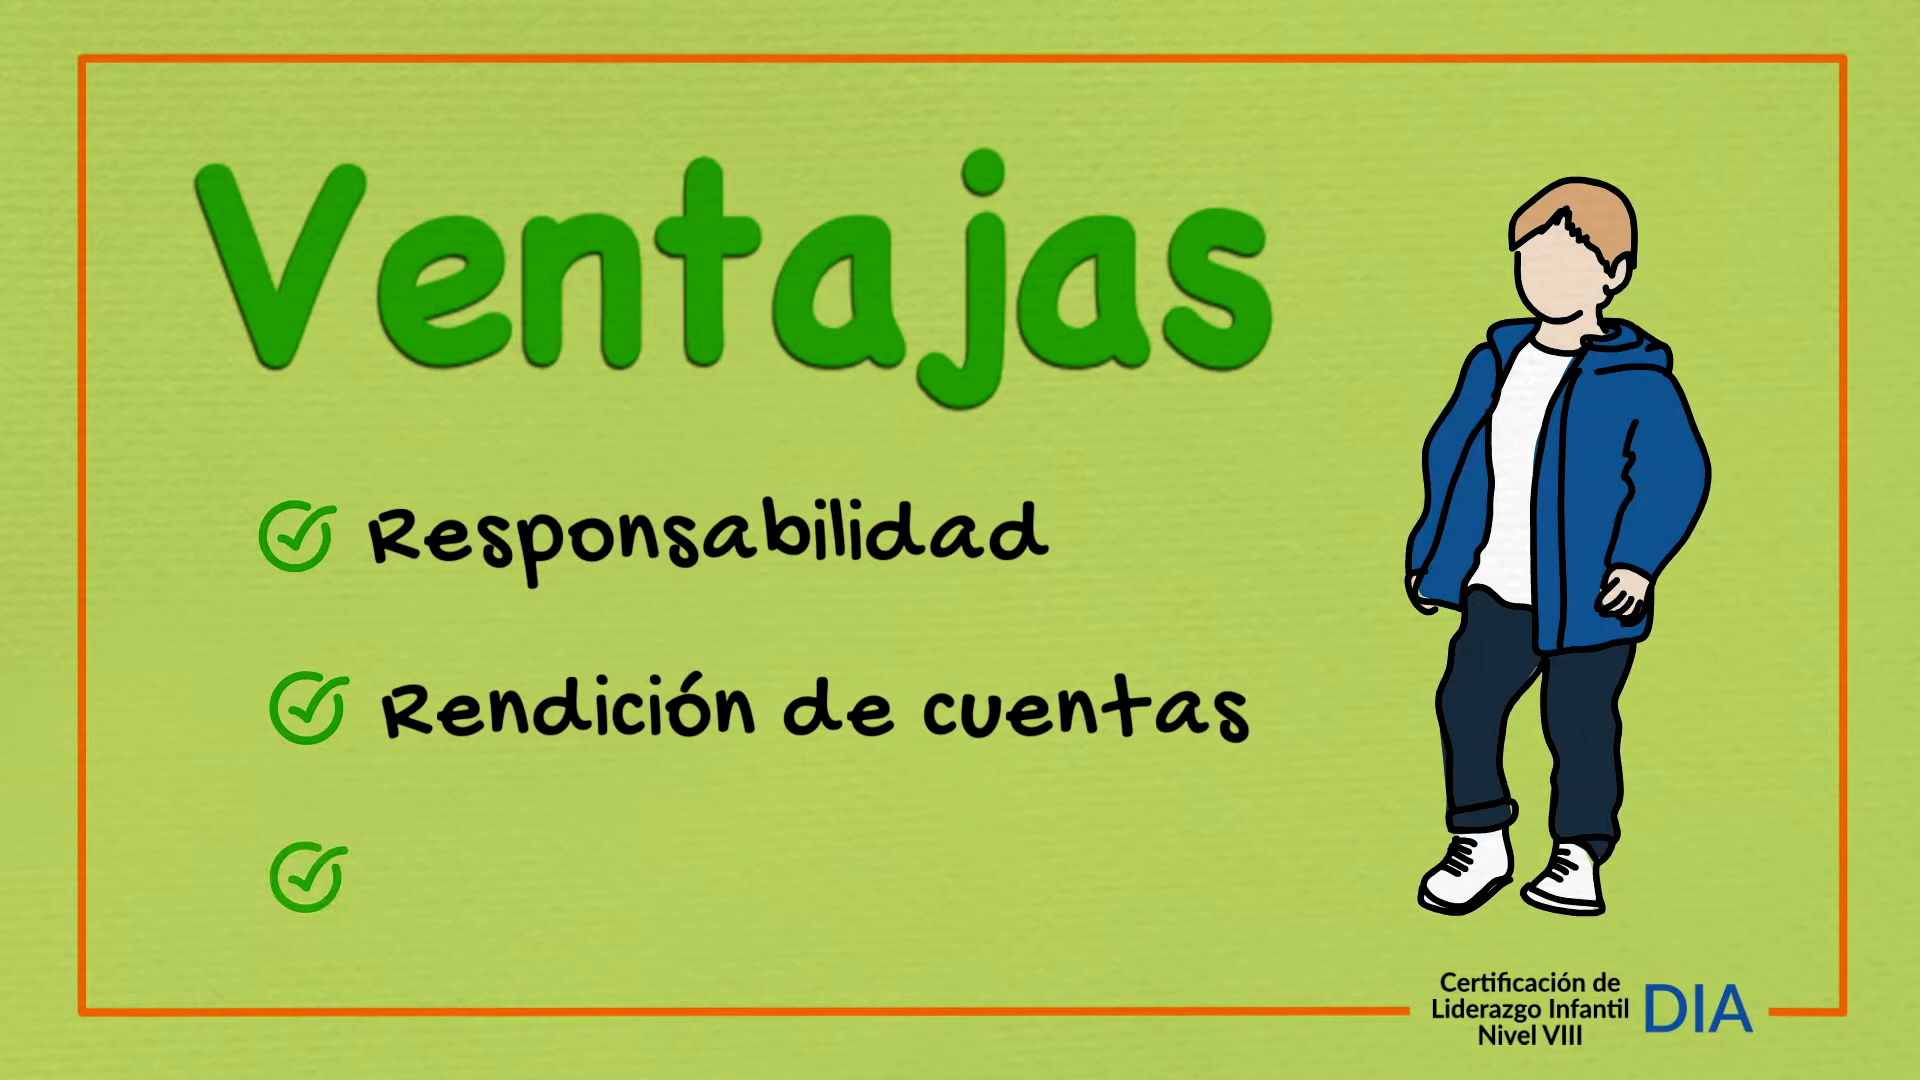 Ventajas
Responsabilidad
Rendición de cuentas
Certificación de
Liderazgo Infantil
Nivel VIII
DIA